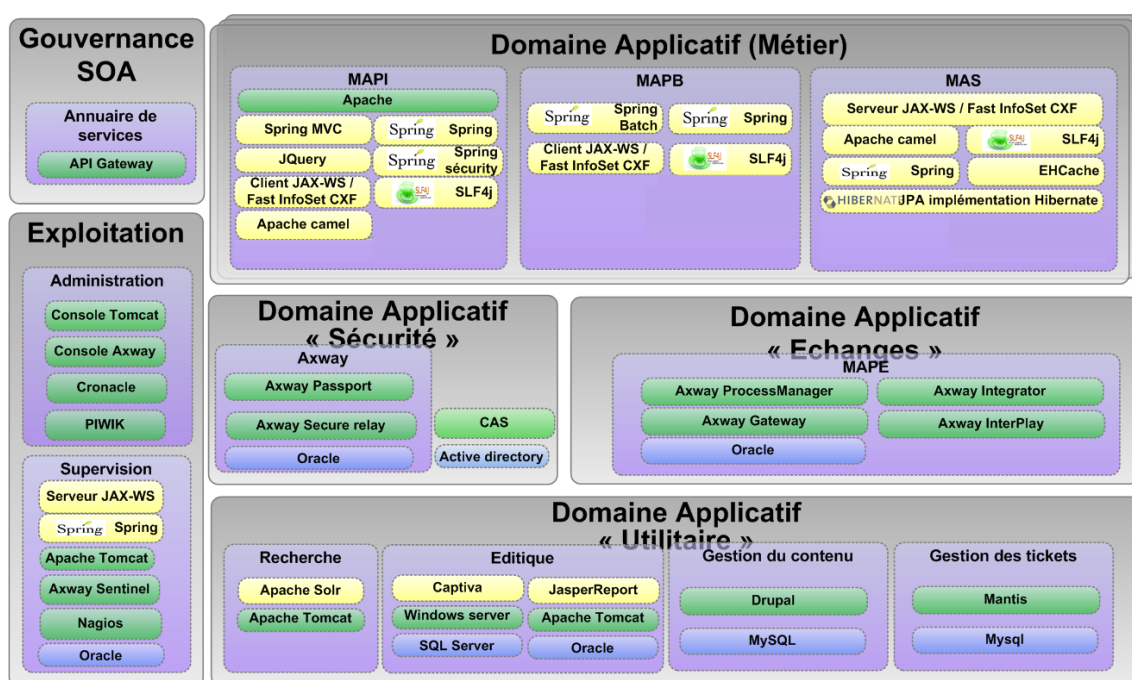 Gouvernance
SOA
Annuaire de
services
API Gateway
Exploitation
Administration
Console Tomcat
Console Axway
Cronacle
PIWIK
Supervision
Serveur JAX-WS
Spring Spring
Apache Tomcat
Axway Sentinel
Nagios
Oracle
Domaine Applicatif (Métier)
MAPI
Apache
Spring MVC
Spring Spring
JQuery
Spring Spring
sécurity
Client JAX-WS /
Fast InfoSet CXF
SLF4J SLF4j
Apache camel
MAPB
Spring Spring
Batch
Spring Spring
Client JAX-WS /
Fast InfoSet CXF
SLF4J SLF4j
MAS
Serveur JAX-WS / Fast InfoSet CXF
Apache camel
SLF4J SLF4j
Spring Spring
EHCache
HIBERNATE JPA implémentation Hibernate
Domaine Applicatif
« Sécurité »
Axway
Axway Passport
Axway Secure relay
Oracle
CAS
Active directory
Domaine Applicatif
« Echanges »
MAPE
Axway ProcessManager
Axway Integrator
Axway Gateway
Axway InterPlay
Oracle
Domaine Applicatif
« Utilitaire »
Recherche
Apache Solr
Apache Tomcat
Editique
Captiva
JasperReport
Windows server
Apache Tomcat
SQL Server
Oracle
Gestion du contenu
Drupal
MySQL
Gestion des tickets
Mantis
Mysql